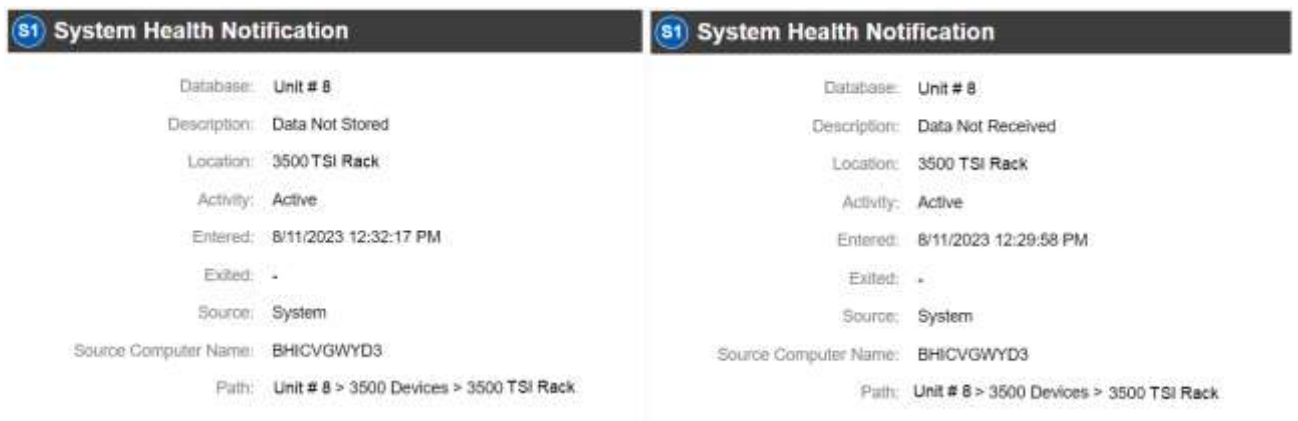 S1 System Health Notification
Database: Unit # 8
Description: Data Not Stored
Location: 3500 TSI Rack
Activity: Active
Entered: 8/11/2023 12:32:17 PM
Exited: -
Source: System
Source Computer Name: BHICVGWYD3
Path: Unit # 8 > 3500 Devices > 3500 TSI Rack
S1 System Health Notification
Database: Unit # 8
Description: Data Not Received
Location: 3500 TSI Rack
Activity: Active
Entered: 8/11/2023 12:29:58 PM
Exited: -
Source: System
Source Computer Name: BHICVGWYD3
Path: Unit # 8 > 3500 Devices > 3500 TSI Rack